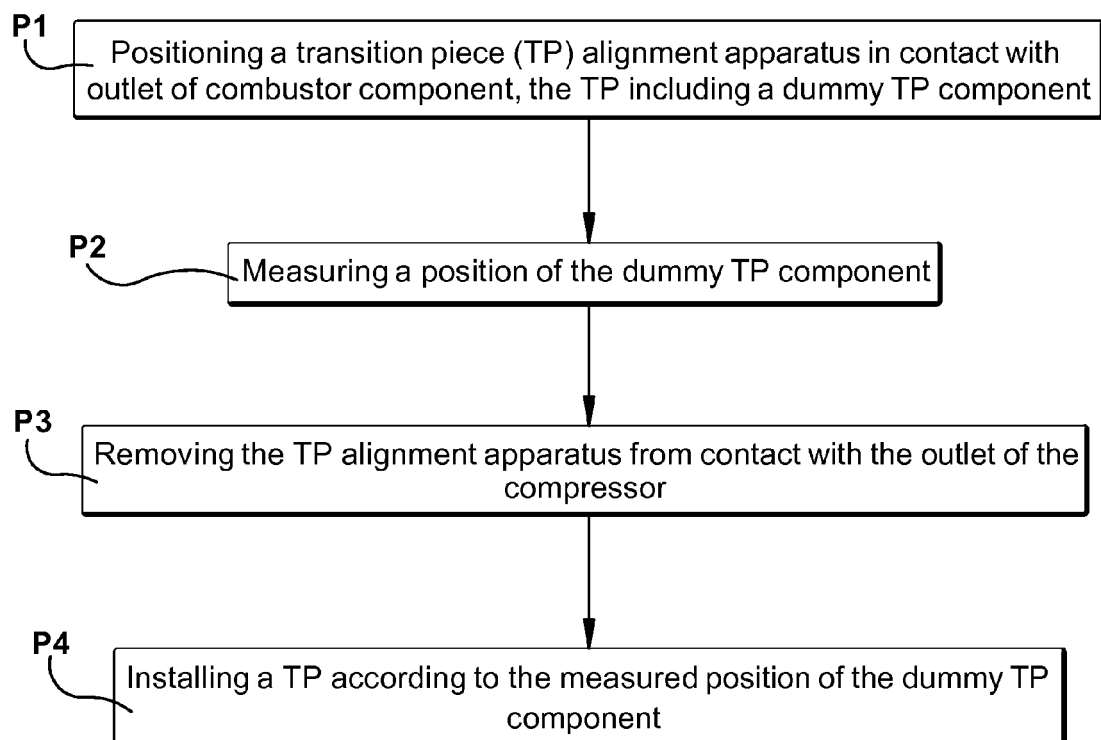 P1
Positioning a transition piece (TP) alignment apparatus in contact with
outlet of combustor component, the TP including a dummy TP component
P2
Measuring a position of the dummy TP component
P3
Removing the TP alignment apparatus from contact with the outlet of the
compressor
P4
Installing a TP according to the measured position of the dummy TP
component